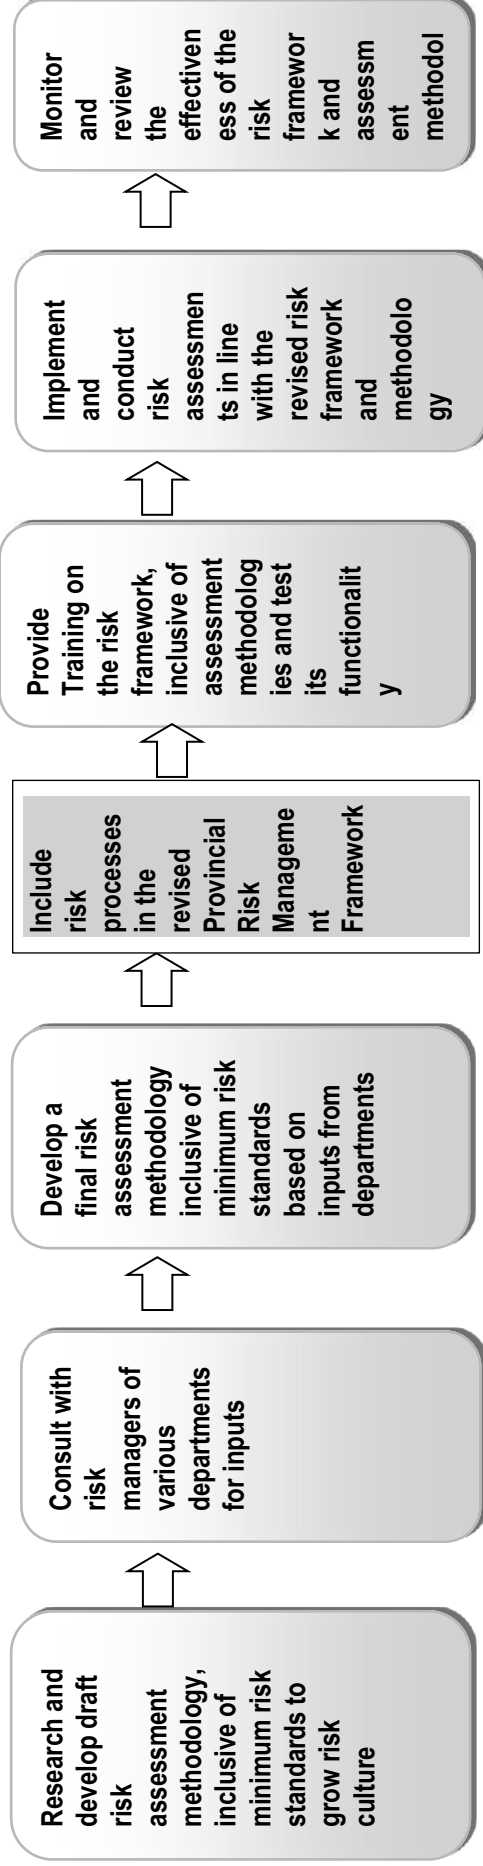 Research and
develop draft
risk
assessment
methodology,
inclusive of
minimum risk
standards to
grow risk
culture
Consult with
risk
managers of
various
departments
for inputs
Develop a
final risk
assessment
methodology
inclusive of
minimum risk
standards
based on
inputs from
departments
Include
risk
processes
in the
revised
Provincial
Risk
Manageme
nt
Framework
Provide
Training on
the risk
framework,
inclusive of
assessment
methodolog
ies and test
its
functionalit
y
Implement
and
conduct
risk
assessmen
ts in line
with the
revised risk
framework
and
methodolo
gy
Monitor
and
review
the
effectiven
ess of the
risk
framewor
k and
assessm
ent
methodol